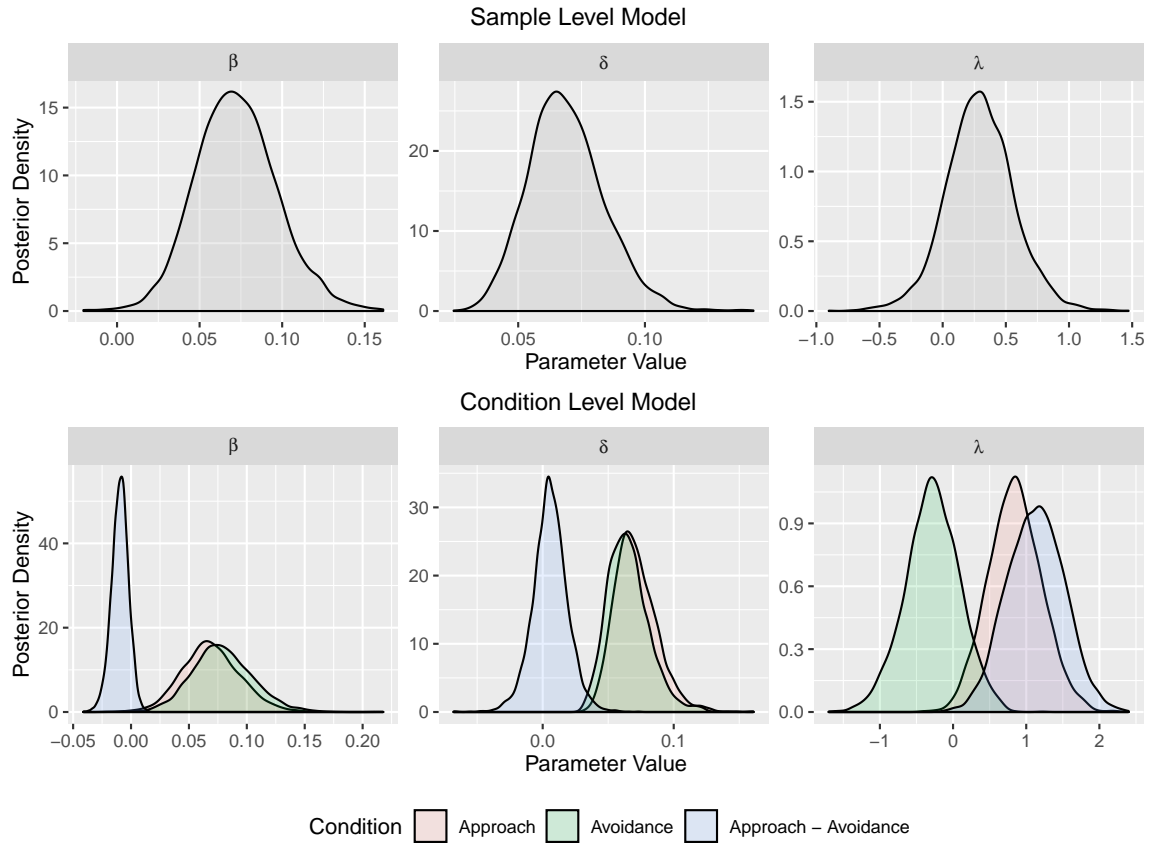 Sample Level Model
β δ λ
Posterior Density
15
10
5
0
0.00 0.05 0.10 0.15
20
10
0
0.05 0.10
1.5
1.0
0.5
0.0
−1.0 −0.5 0.0 0.5 1.0 1.5
Parameter Value
Condition Level Model
β δ λ
Posterior Density
40
20
0
−0.05 0.00 0.05 0.10 0.15 0.20
30
20
10
0
0.0 0.1
0.9
0.6
0.3
0.0
−1 0 1 2
Parameter Value
Condition Approach Avoidance Approach − Avoidance